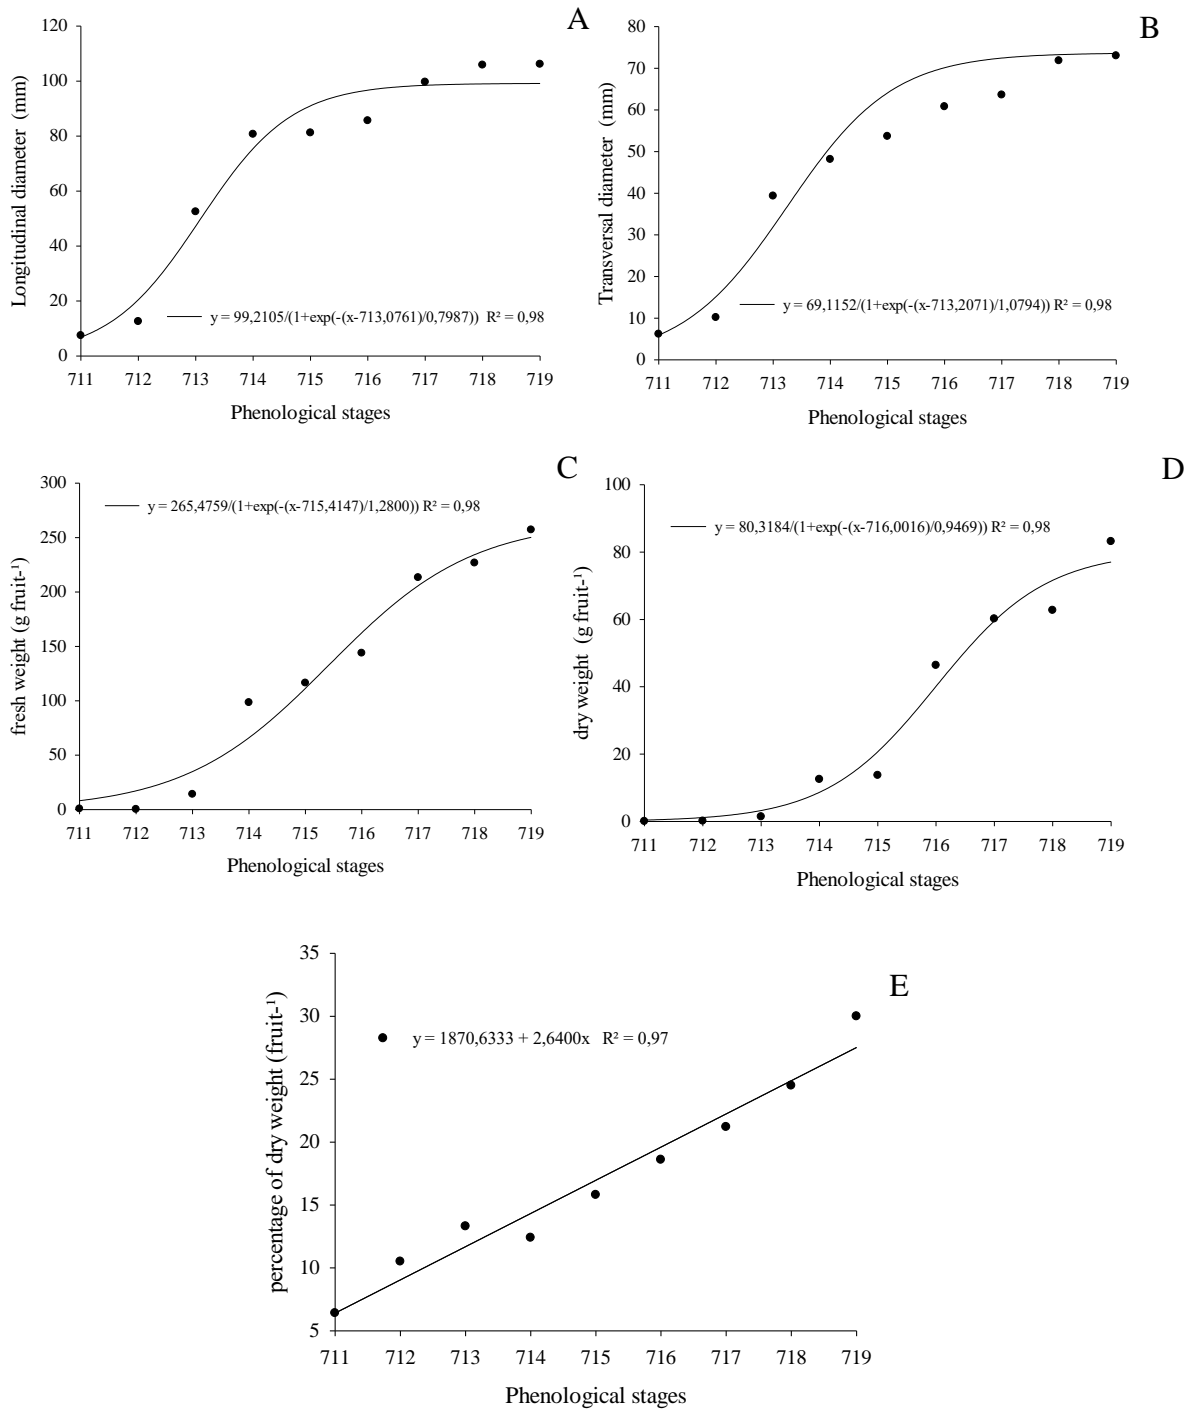 A
120
100
80
60
40
20
0
Longitudinal diameter (mm)
y = 99,2105/(1+exp(-(x-713,0761)/0,7987)) R² = 0,98
711 712 713 714 715 716 717 718 719
Phenological stages
B
80
70
60
50
40
30
20
10
0
Transversal diameter (mm)
y = 69,1152/(1+exp(-(x-713,2071)/1,0794)) R² = 0,98
711 712 713 714 715 716 717 718 719
Phenological stages
C
300
250
200
150
100
50
0
fresh weight (g fruit-¹)
y = 265,4759/(1+exp(-(x-715,4147)/1,2800)) R² = 0,98
711 712 713 714 715 716 717 718 719
Phenological stages
D
100
80
60
40
20
0
dry weight (g fruit-¹)
y = 80,3184/(1+exp(-(x-716,0016)/0,9469)) R² = 0,98
711 712 713 714 715 716 717 718 719
Phenological stages
E
35
30
25
20
15
10
5
percentage of dry weight (fruit-¹)
y = 1870,6333 + 2,6400x R² = 0,97
711 712 713 714 715 716 717 718 719
Phenological stages